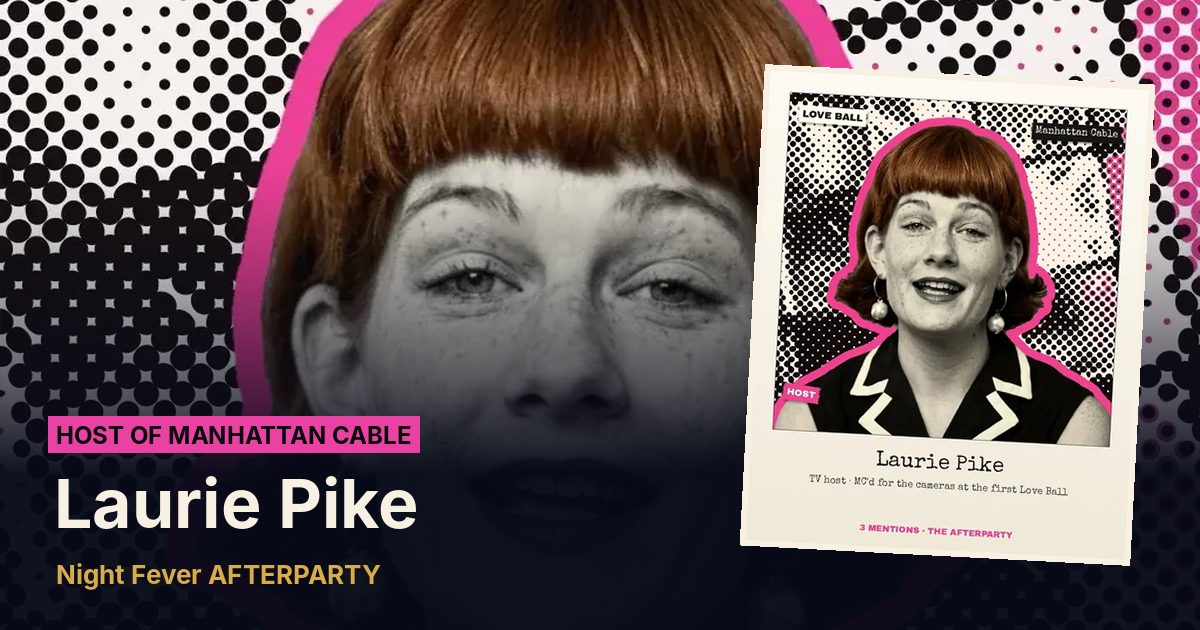 HOST OF MANHATTAN CABLE
Laurie Pike
Night Fever AFTERPARTY
LOVE BALL
Manhattan Cable
HOST
Laurie Pike
TV host · MC'd for the cameras at the first Love Ball
3 MENTIONS · THE AFTERPARTY